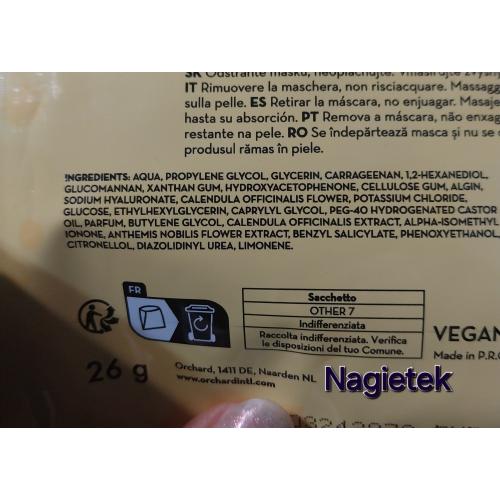 SK Odstráňte masku, neoplachujte.
IT Rimuovere la maschera, non risciacquare. Massagg
sulla pelle. ES Retirar la máscara, no enjuagar. Masaje
hasta su absorción. PT Remova a máscara, não enxag
restante na pele. RO Se îndepărtează masca și nu se c
produsul rămas în piele.
INGREDIENTS: AQUA, PROPYLENE GLYCOL, GLYCERIN, CARRAGEENAN, 1,2-HEXANEDIOL,
GLUCOMANNAN, XANTHAN GUM, HYDROXYACETOPHENONE, CELLULOSE GUM, ALGIN,
SODIUM HYALURONATE, CALENDULA OFFICINALIS FLOWER, POTASSIUM CHLORIDE,
GLUCOSE, ETHYLHEXYLGLYCERIN, CAPRYLYL GLYCOL, PEG-40 HYDROGENATED CASTOR
OIL, PARFUM, BUTYLENE GLYCOL, CALENDULA OFFICINALIS EXTRACT, ALPHA-ISOMETHYL
IONONE, ANTHEMIS NOBILIS FLOWER EXTRACT, BENZYL SALICYLATE, PHENOXYETHANOL,
CITRONELLOL, DIAZOLIDINYL UREA, LIMONENE.
FR
Sacchetto
OTHER 7
Indifferenziata
Raccolta indifferenziata. Verifica
le disposizioni del tuo Comune.
VEGAN
Made in P.R.C
26 g
Orchard, 1411 DE, Naarden NL
www.orchardintl.com
Nagietek